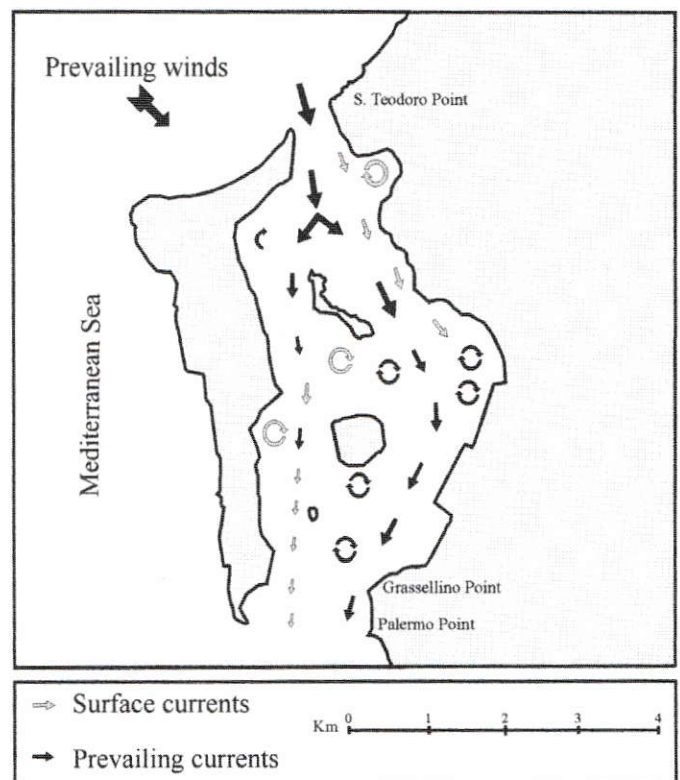 Prevailing winds
S. Teodoro Point
Mediterranean Sea
Grassellino Point
Palermo Point
Surface currents
Km 0 1 2 3 4
Prevailing currents